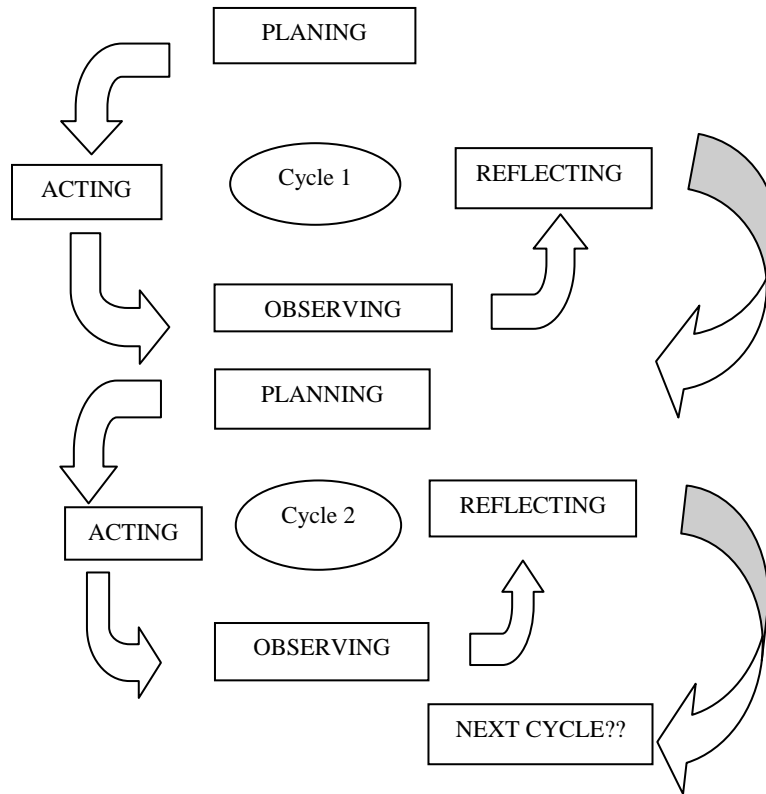 PLANING
ACTING
Cycle 1
REFLECTING
OBSERVING
PLANNING
ACTING
Cycle 2
REFLECTING
OBSERVING
NEXT CYCLE??